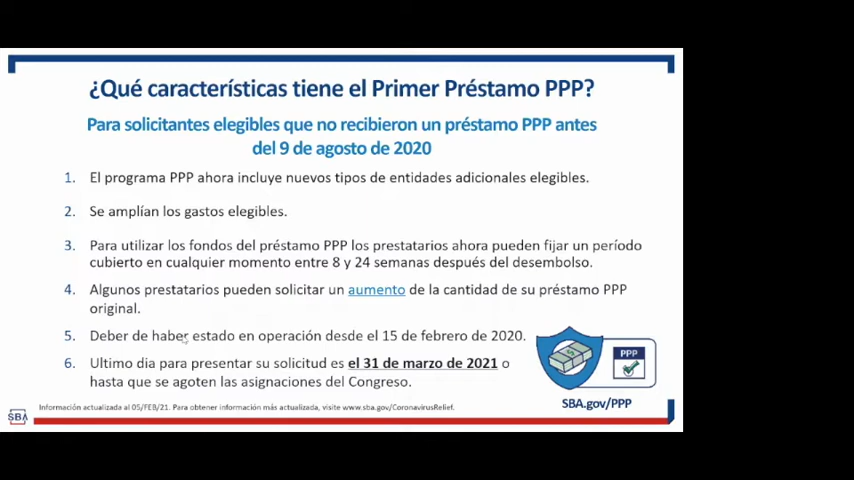 ¿Qué características tiene el Primer Préstamo PPP?
Para solicitantes elegibles que no recibieron un préstamo PPP antes
del 9 de agosto de 2020
1. El programa PPP ahora incluye nuevos tipos de entidades adicionales elegibles.
2. Se amplían los gastos elegibles.
3. Para utilizar los fondos del préstamo PPP los prestatarios ahora pueden fijar un período
cubierto en cualquier momento entre 8 y 24 semanas después del desembolso.
4. Algunos prestatarios pueden solicitar un aumento de la cantidad de su préstamo PPP
original.
5. Deber de haber estado en operación desde el 15 de febrero de 2020.
6. Ultimo dia para presentar su solicitud es el 31 de marzo de 2021 o
hasta que se agoten las asignaciones del Congreso.
PPP
SBA.gov/PPP
Información actualizada al 05/FEB/21. Para obtener información más actualizada, visite www.sba.gov/CoronavirusRelief.
SBA